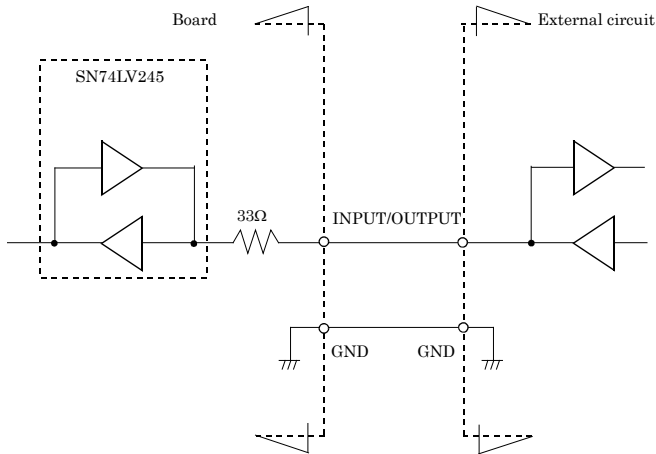 Board
External circuit
SN74LV245
33Ω
INPUT/OUTPUT
GND
GND